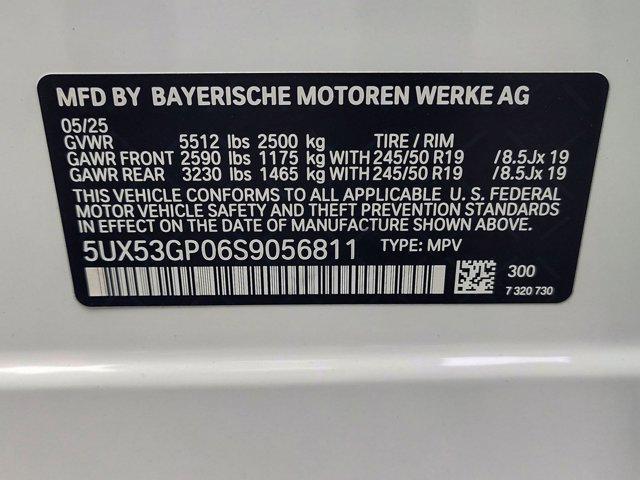 MFD BY BAYERISCHE MOTOREN WERKE AG
05/25
GVWR 5512 lbs 2500 kg TIRE / RIM
GAWR FRONT 2590 lbs 1175 kg WITH 245/50 R19 /8.5Jx 19
GAWR REAR 3230 lbs 1465 kg WITH 245/50 R19 /8.5Jx 19
THIS VEHICLE CONFORMS TO ALL APPLICABLE U. S. FEDERAL
MOTOR VEHICLE SAFETY AND THEFT PREVENTION
STANDARDS IN EFFECT ON THE DATE OF MANUFACTURE SHOWN ABOVE.
5UX53GP06S9056811 TYPE: MPV
300
7 320 730